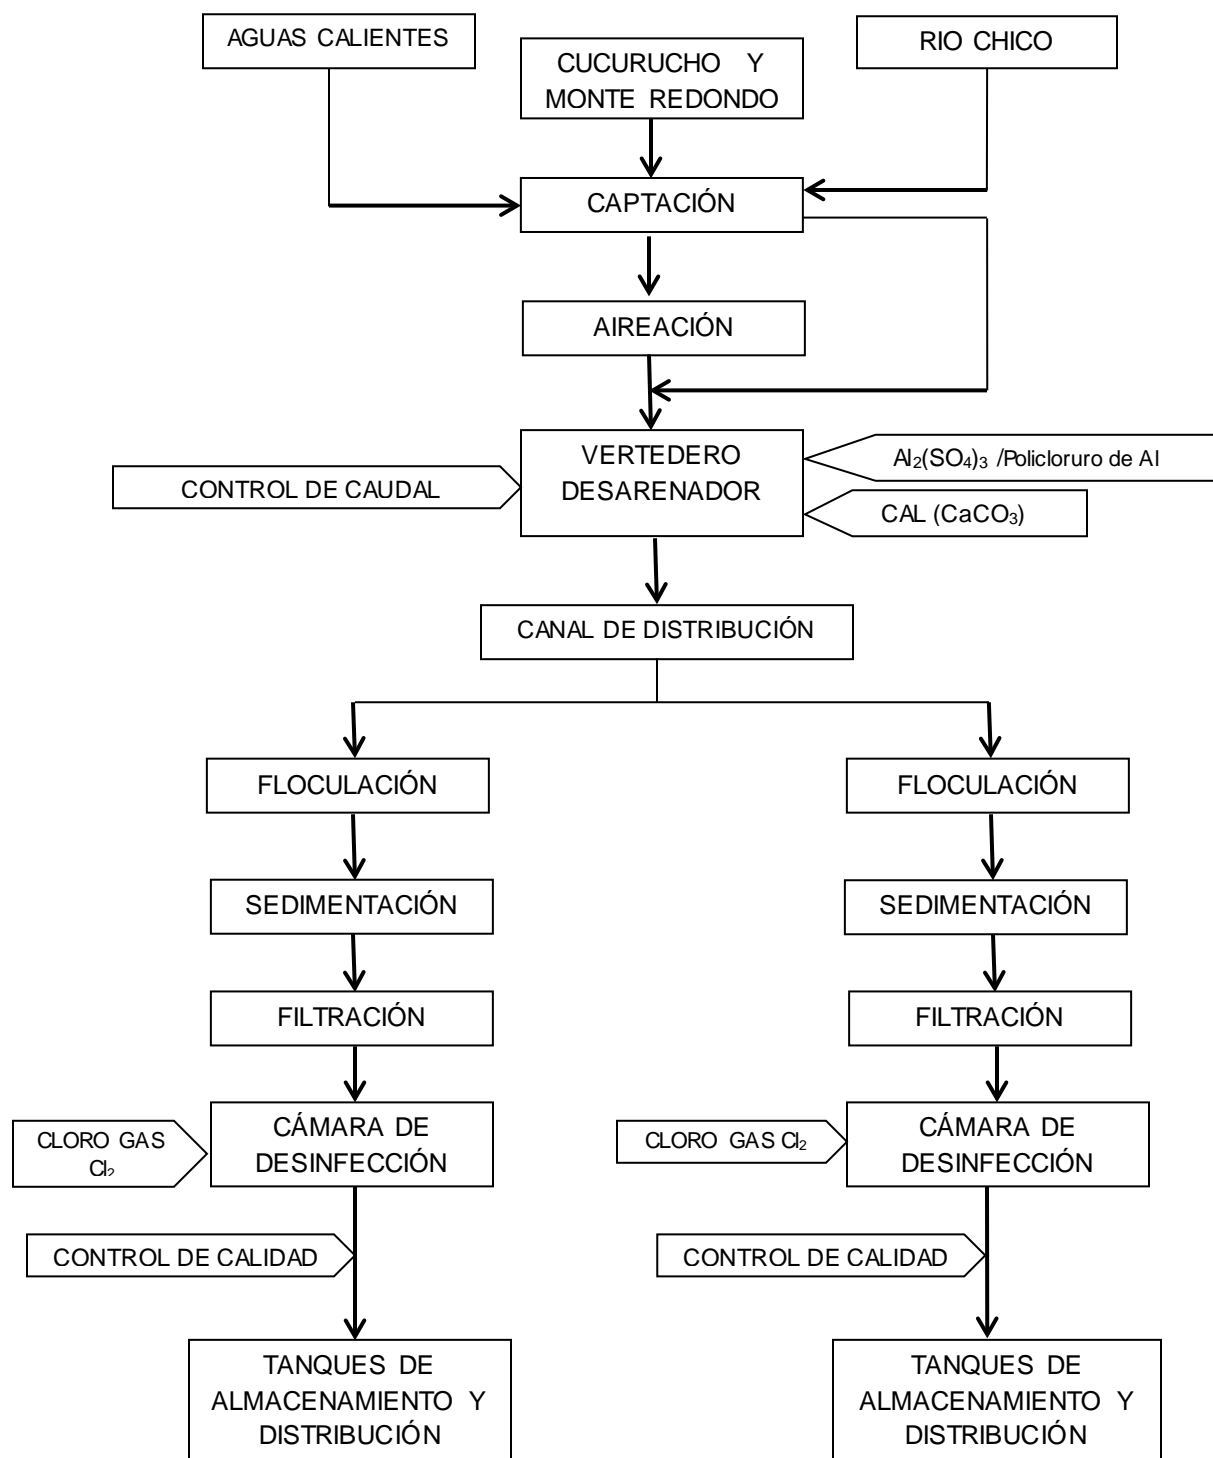 AGUAS CALIENTES
CUCURUCHO Y
MONTE REDONDO
RIO CHICO
CAPTACIÓN
AIREACIÓN
VERTEDERO
DESARENADOR
CONTROL DE CAUDAL
Al₂(SO₄)₃ /Policloruro de Al
CAL (CaCO₃)
CANAL DE DISTRIBUCIÓN
FLOCULACIÓN
FLOCULACIÓN
SEDIMENTACIÓN
SEDIMENTACIÓN
FILTRACIÓN
FILTRACIÓN
CLORO GAS
Cl₂
CÁMARA DE
DESINFECCIÓN
CLORO GAS Cl₂
CÁMARA DE
DESINFECCIÓN
CONTROL DE CALIDAD
CONTROL DE CALIDAD
TANQUES DE
ALMACENAMIENTO Y
DISTRIBUCIÓN
TANQUES DE
ALMACENAMIENTO Y
DISTRIBUCIÓN